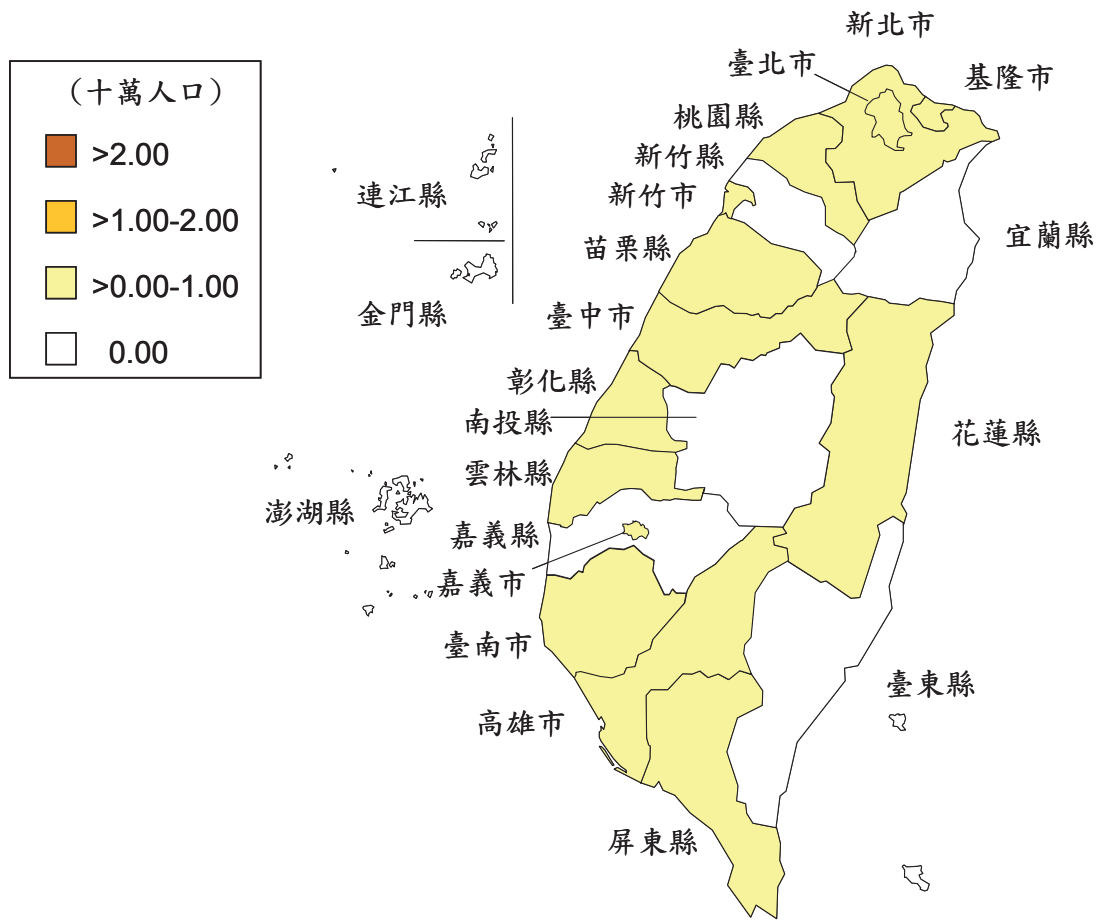 (十萬人口)
>2.00
>1.00-2.00
>0.00-1.00
0.00
新北市
臺北市
基隆市
桃園縣
新竹縣
新竹市
連江縣
苗栗縣
宜蘭縣
金門縣
臺中市
彰化縣
南投縣
花蓮縣
雲林縣
澎湖縣
嘉義縣
嘉義市
臺南市
臺東縣
高雄市
屏東縣